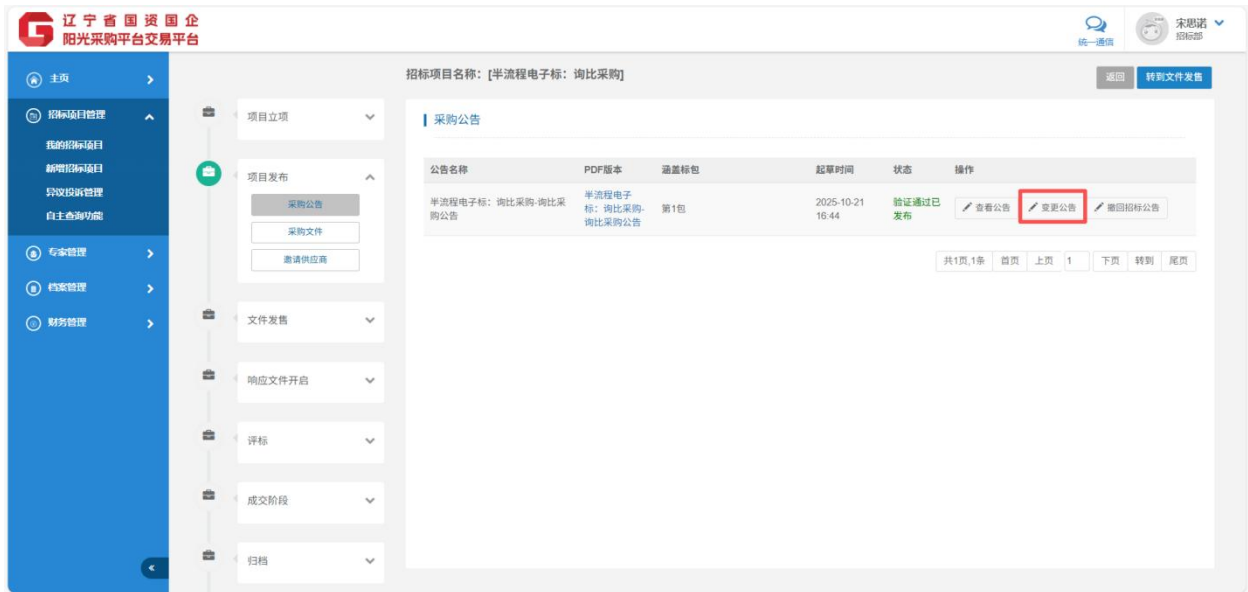 辽宁省国资国企
阳光采购平台交易平台
统一通信
宋思诺
招标部
主页
招标项目管理
我的招标项目
新增招标项目
异议投诉管理
自主查询功能
专家管理
档案管理
财务管理
招标项目名称：[半流程电子标：询比采购]
返回
转到文件发售
项目立项
项目发布
采购公告
采购文件
邀请供应商
文件发售
响应文件开启
评标
成交阶段
归档
采购公告
公告名称 PDF版本 涵盖标包 起草时间 状态 操作
半流程电子标：询比采购-询比采
购公告
半流程电子
标：询比采购-
询比采购公告
第1包
2025-10-21
16:44
验证通过已
发布
查看公告
变更公告
撤回招标公告
共1页,1条 首页 上页 1 下页 转到 尾页